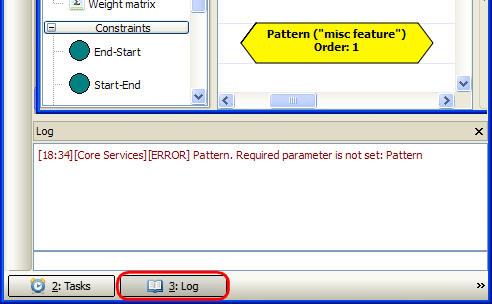 Weight matrix
Constraints
End-Start
Start-End
Pattern ("misc feature")
Order: 1
Log
[18:34][Core Services][ERROR] Pattern. Required parameter is not set: Pattern
2: Tasks
3: Log
»